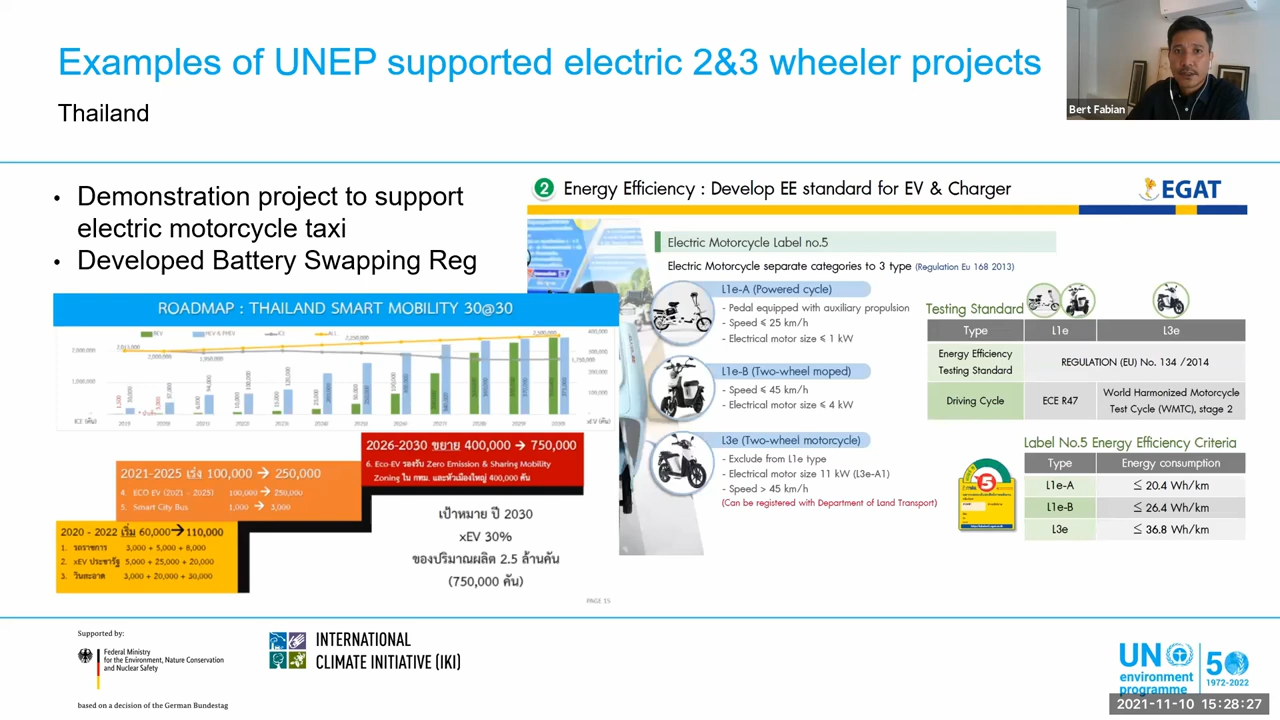 Examples of UNEP supported electric 2&3 wheeler projects
Thailand
Bert Fabian
• Demonstration project to support
electric motorcycle taxi
• Developed Battery Swapping Reg
ROADMAP : THAILAND SMART MOBILITY 30@30
2026-2030 ขยาย 400,000 → 750,000
6. Eco-EV รองรับ Zero Emission & Sharing Mobility
Zoning ใน กทม. และหัวเมืองใหญ่ 400,000 คัน
2021-2025 เร่ง 100,000 → 250,000
4. ECO EV (2021 - 2025) 100,000 → 250,000
5. Smart City Bus 1,000 → 3,000
2020 - 2022 เริ่ม 60,000 → 110,000
1. รถราชการ 3,000 + 5,000 + 8,000
2. xEV ประชารัฐ 5,000 + 25,000 + 20,000
3. วินสะอาด 3,000 + 20,000 + 30,000
เป้าหมาย ปี 2030
xEV 30%
ของปริมาณผลิต 2.5 ล้านคัน
(750,000 คัน)
PAGE 15
2 Energy Efficiency : Develop EE standard for EV & Charger
EGAT
Electric Motorcycle Label no.5
Electric Motorcycle separate categories to 3 type (Regulation Eu 168 2013)
L1e-A (Powered cycle)
- Pedal equipped with auxiliary propulsion
- Speed ≤ 25 km/h
- Electrical motor size ≤ 1 kW
L1e-B (Two-wheel moped)
- Speed ≤ 45 km/h
- Electrical motor size ≤ 4 kW
L3e (Two-wheel motorcycle)
- Exclude from L1e type
- Electrical motor size 11 kW (L3e-A1)
- Speed > 45 km/h
(Can be registered with Department of Land Transport)
Testing Standard
Type L1e L3e
Energy Efficiency
Testing Standard REGULATION (EU) No. 134 /2014
Driving Cycle ECE R47 World Harmonized Motorcycle
Test Cycle (WMTC), stage 2
Label No.5 Energy Efficiency Criteria
Type Energy consumption
L1e-A ≤ 20.4 Wh/km
L1e-B ≤ 26.4 Wh/km
L3e ≤ 36.8 Wh/km
5
Supported by:
Federal Ministry
for the Environment, Nature Conservation
and Nuclear Safety
based on a decision of the German Bundestag
INTERNATIONAL
CLIMATE INITIATIVE (IKI)
UN
environment
programme
50
1972-2022
2021-11-10 15:28:27